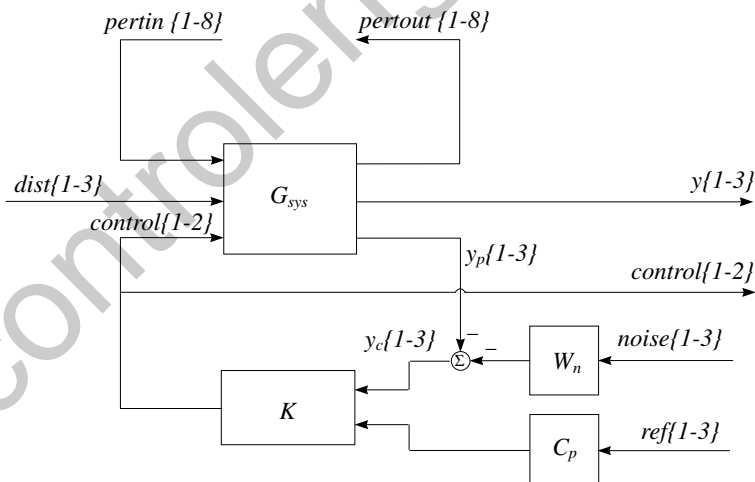 pertin {1-8}
pertout {1-8}
dist{1-3}
control{1-2}
G_sys
y{1-3}
y_p{1-3}
control{1-2}
y_c{1-3}
−
−
Σ
W_n
noise{1-3}
K
C_p
ref{1-3}
controleng